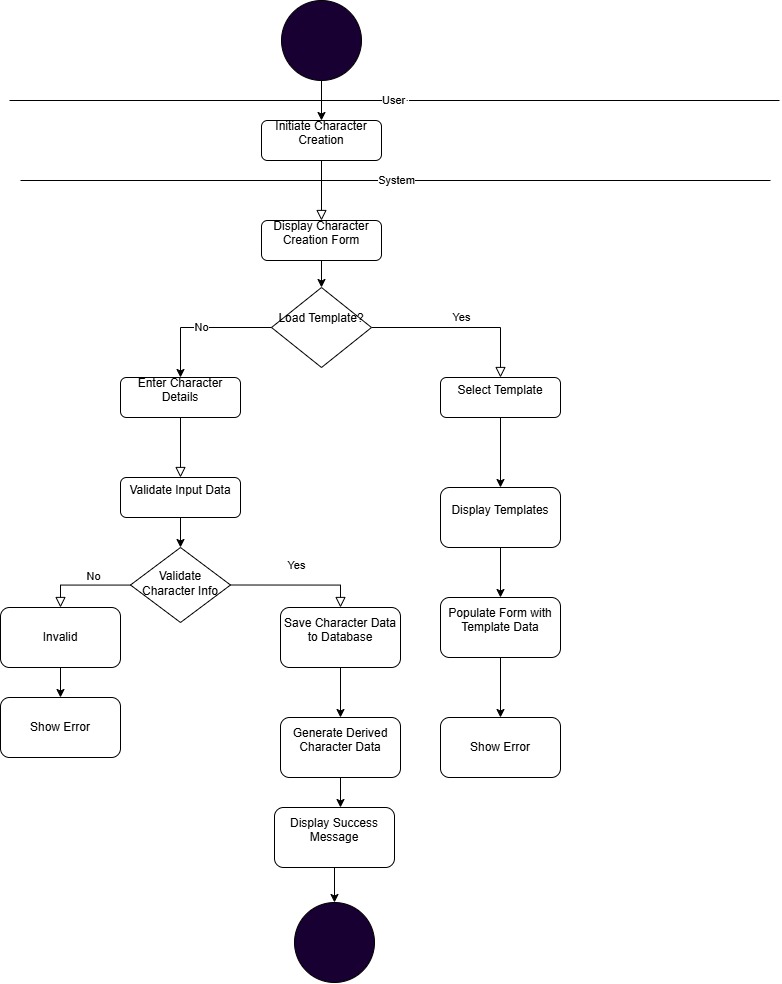 User
Initiate Character
Creation
System
Display Character
Creation Form
Load Template?
No
Yes
Enter Character
Details
Select Template
Validate Input Data
Display Templates
No
Validate
Character Info
Yes
Invalid
Save Character Data
to Database
Populate Form with
Template Data
Show Error
Generate Derived
Character Data
Show Error
Display Success
Message